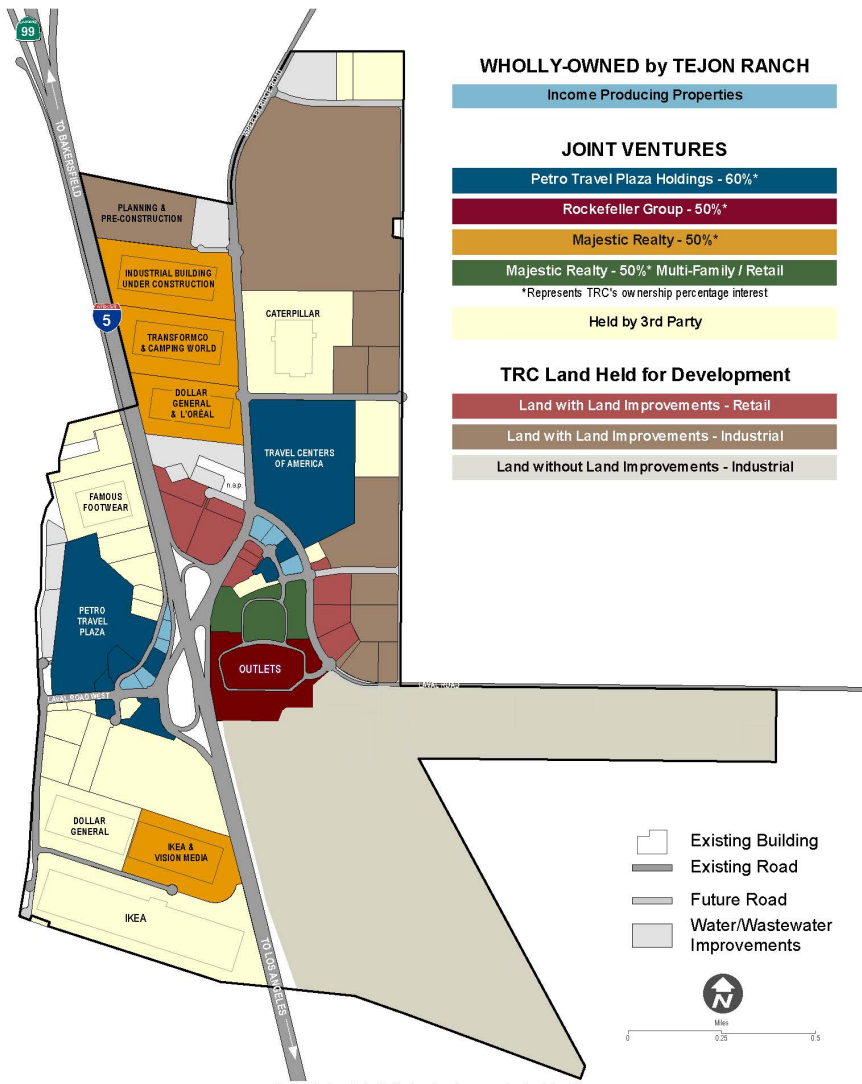 CALIFORNIA
99
TO BAKERSFIELD
WHEELER RIDGE ROAD
WHOLLY-OWNED by TEJON RANCH
Income Producing Properties
JOINT VENTURES
Petro Travel Plaza Holdings - 60%*
Rockefeller Group - 50%*
Majestic Realty - 50%*
Majestic Realty - 50%* Multi-Family / Retail
*Represents TRC's ownership percentage interest
Held by 3rd Party
TRC Land Held for Development
Land with Land Improvements - Retail
Land with Land Improvements - Industrial
Land without Land Improvements - Industrial
PLANNING &
PRE-CONSTRUCTION
INDUSTRIAL BUILDING
UNDER CONSTRUCTION
5
CATERPILLAR
TRANSFORMCO
& CAMPING WORLD
DOLLAR
GENERAL
& L'ORÉAL
TRAVEL CENTERS
OF AMERICA
n.a.p.
FAMOUS
FOOTWEAR
PETRO
TRAVEL
PLAZA
OUTLETS
LAVAL ROAD WEST
LAVAL ROAD
DOLLAR
GENERAL
IKEA &
VISION MEDIA
IKEA
TO LOS ANGELES
Existing Building
Existing Road
Future Road
Water/Wastewater
Improvements
N
Miles
0 0.25 0.5